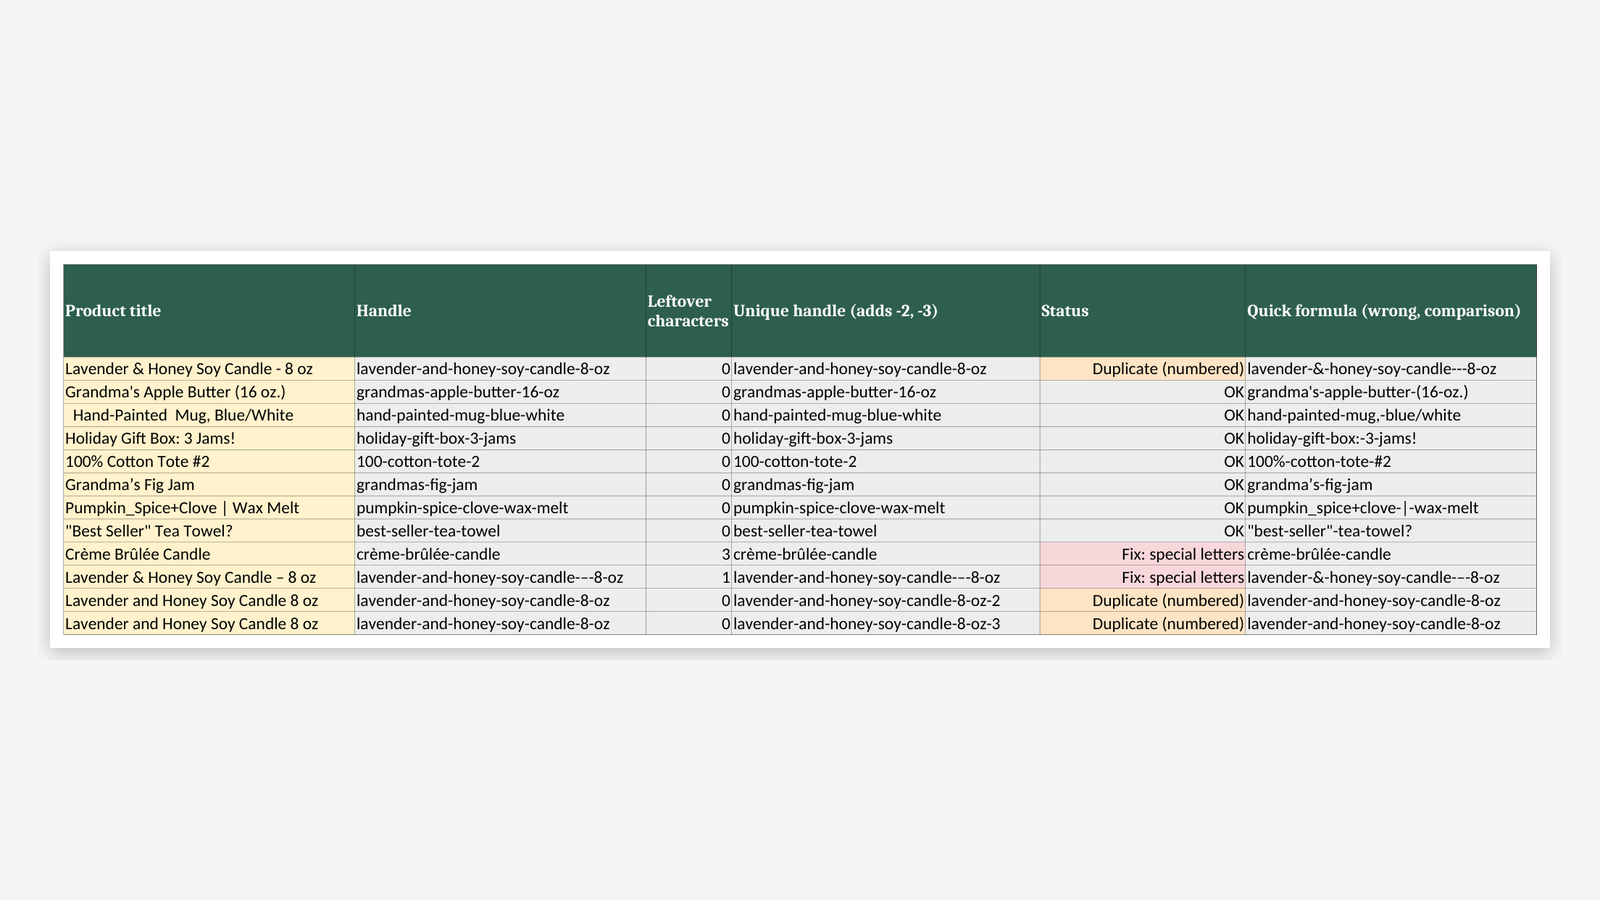 Product title Handle Leftover characters Unique handle (adds -2, -3) Status Quick formula (wrong, comparison)
Lavender & Honey Soy Candle - 8 oz lavender-and-honey-soy-candle-8-oz 0 lavender-and-honey-soy-candle-8-oz Duplicate (numbered) lavender-&-honey-soy-candle---8-oz
Grandma's Apple Butter (16 oz.) grandmas-apple-butter-16-oz 0 grandmas-apple-butter-16-oz OK grandma's-apple-butter-(16-oz.)
Hand-Painted  Mug, Blue/White hand-painted-mug-blue-white 0 hand-painted-mug-blue-white OK hand-painted-mug,-blue/white
Holiday Gift Box: 3 Jams! holiday-gift-box-3-jams 0 holiday-gift-box-3-jams OK holiday-gift-box:-3-jams!
100% Cotton Tote #2 100-cotton-tote-2 0 100-cotton-tote-2 OK 100%-cotton-tote-#2
Grandma’s Fig Jam grandmas-fig-jam 0 grandmas-fig-jam OK grandma’s-fig-jam
Pumpkin_Spice+Clove | Wax Melt pumpkin-spice-clove-wax-melt 0 pumpkin-spice-clove-wax-melt OK pumpkin_spice+clove-|-wax-melt
"Best Seller" Tea Towel? best-seller-tea-towel 0 best-seller-tea-towel OK "best-seller"-tea-towel?
Crème Brûlée Candle crème-brûlée-candle 3 crème-brûlée-candle Fix: special letters crème-brûlée-candle
Lavender & Honey Soy Candle – 8 oz lavender-and-honey-soy-candle-–-8-oz 1 lavender-and-honey-soy-candle-–-8-oz Fix: special letters lavender-&-honey-soy-candle-–-8-oz
Lavender and Honey Soy Candle 8 oz lavender-and-honey-soy-candle-8-oz 0 lavender-and-honey-soy-candle-8-oz-2 Duplicate (numbered) lavender-and-honey-soy-candle-8-oz
Lavender and Honey Soy Candle 8 oz lavender-and-honey-soy-candle-8-oz 0 lavender-and-honey-soy-candle-8-oz-3 Duplicate (numbered) lavender-and-honey-soy-candle-8-oz